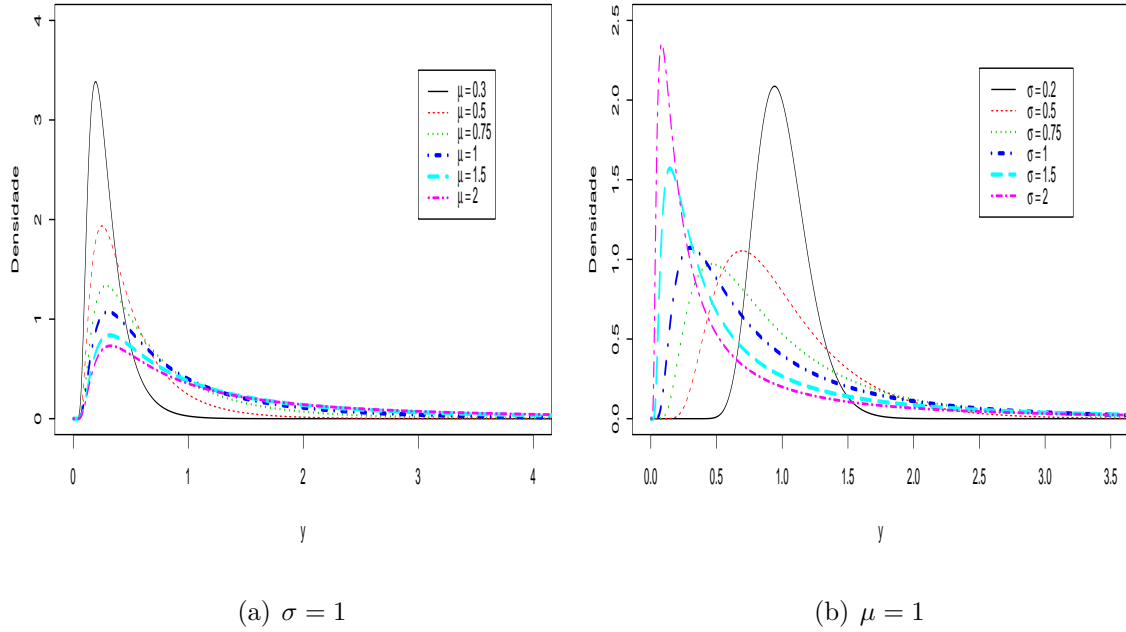 Densidade
4
3
2
1
0
0 1 2 3 4
y
μ = 0.3
μ = 0.5
μ = 0.75
μ = 1
μ = 1.5
μ = 2
(a) σ = 1
Densidade
2.5
2.0
1.5
1.0
0.5
0.0
0.0 0.5 1.0 1.5 2.0 2.5 3.0 3.5
y
σ = 0.2
σ = 0.5
σ = 0.75
σ = 1
σ = 1.5
σ = 2
(b) μ = 1